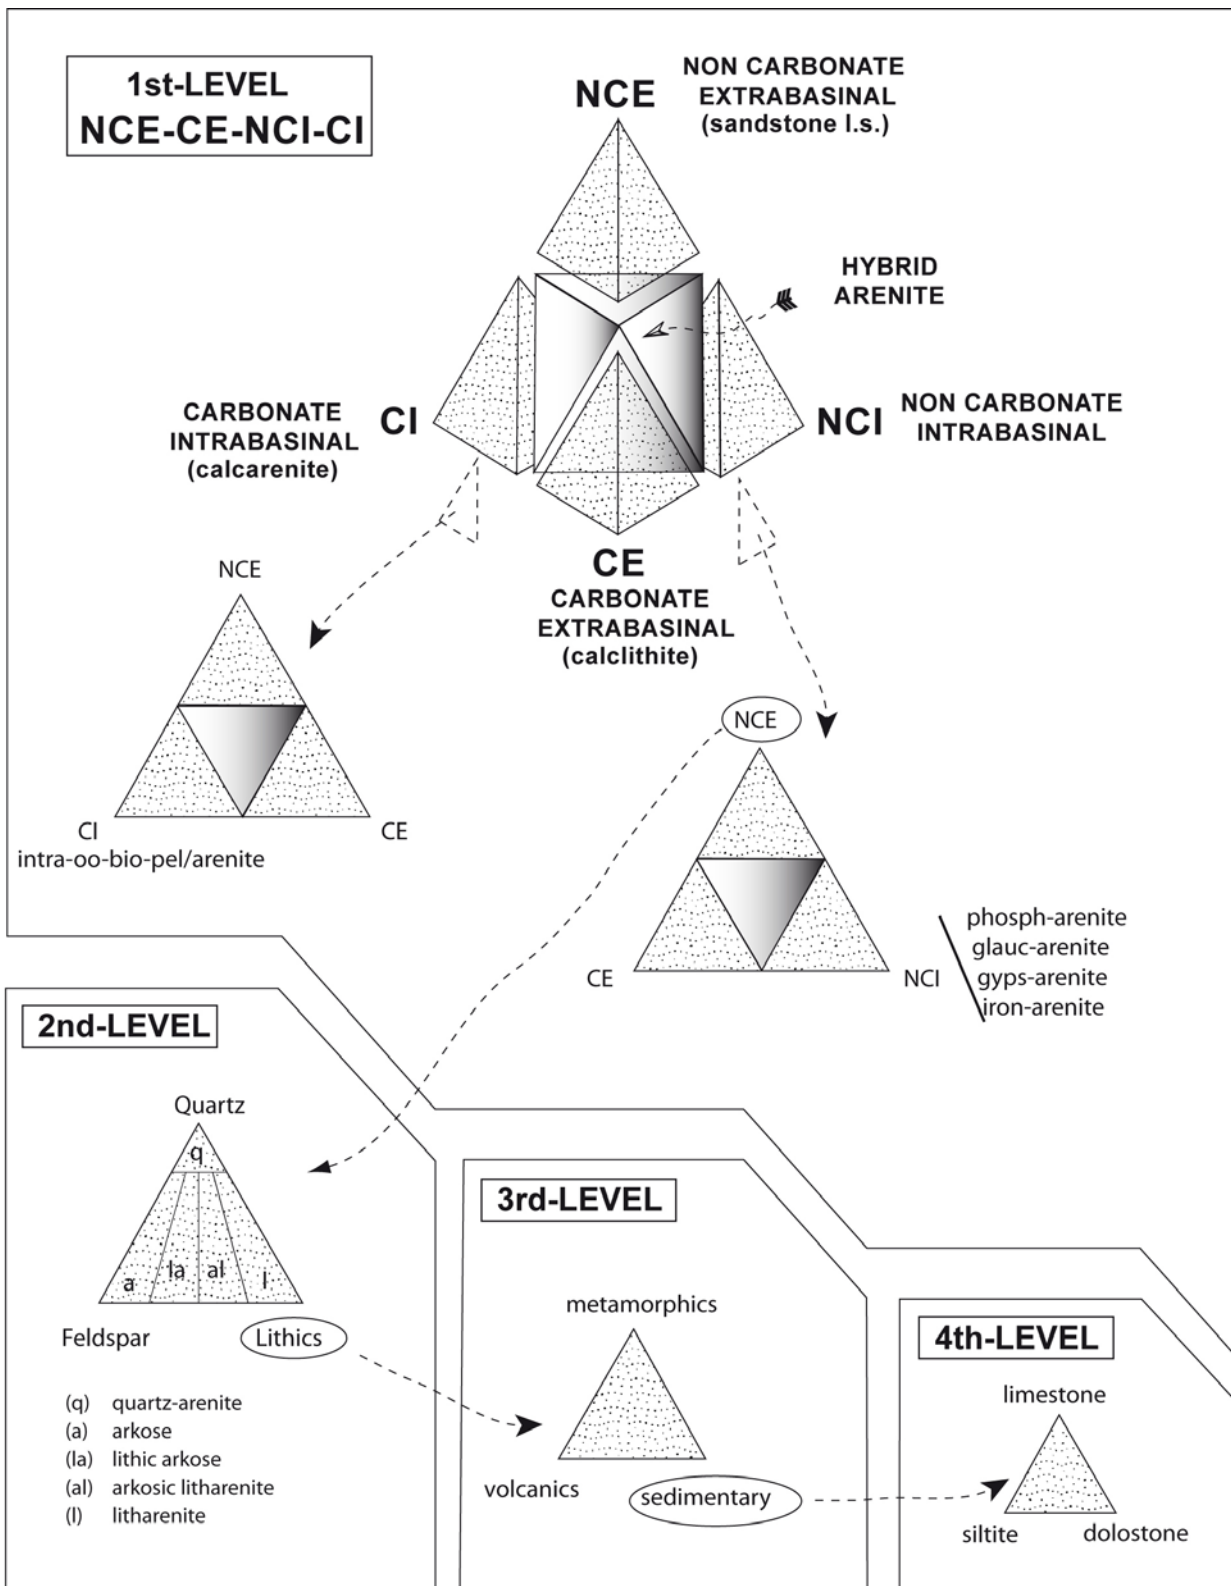 1st-LEVEL
NCE-CE-NCI-CI
NCE
NON CARBONATE
EXTRABASINAL
(sandstone l.s.)
HYBRID
ARENITE
CARBONATE
INTRABASINAL
(calcarenite)
CI
NCI
NON CARBONATE
INTRABASINAL
CE
CARBONATE
EXTRABASINAL
(calclithite)
NCE
CI
CE
intra-oo-bio-pel/arenite
NCE
CE
NCI
phosph-arenite
glauc-arenite
gyps-arenite
iron-arenite
2nd-LEVEL
Quartz
q
a
la
al
l
Feldspar
Lithics
(q) quartz-arenite
(a) arkose
(la) lithic arkose
(al) arkosic litharenite
(l) litharenite
3rd-LEVEL
metamorphics
volcanics
sedimentary
4th-LEVEL
limestone
siltite
dolostone